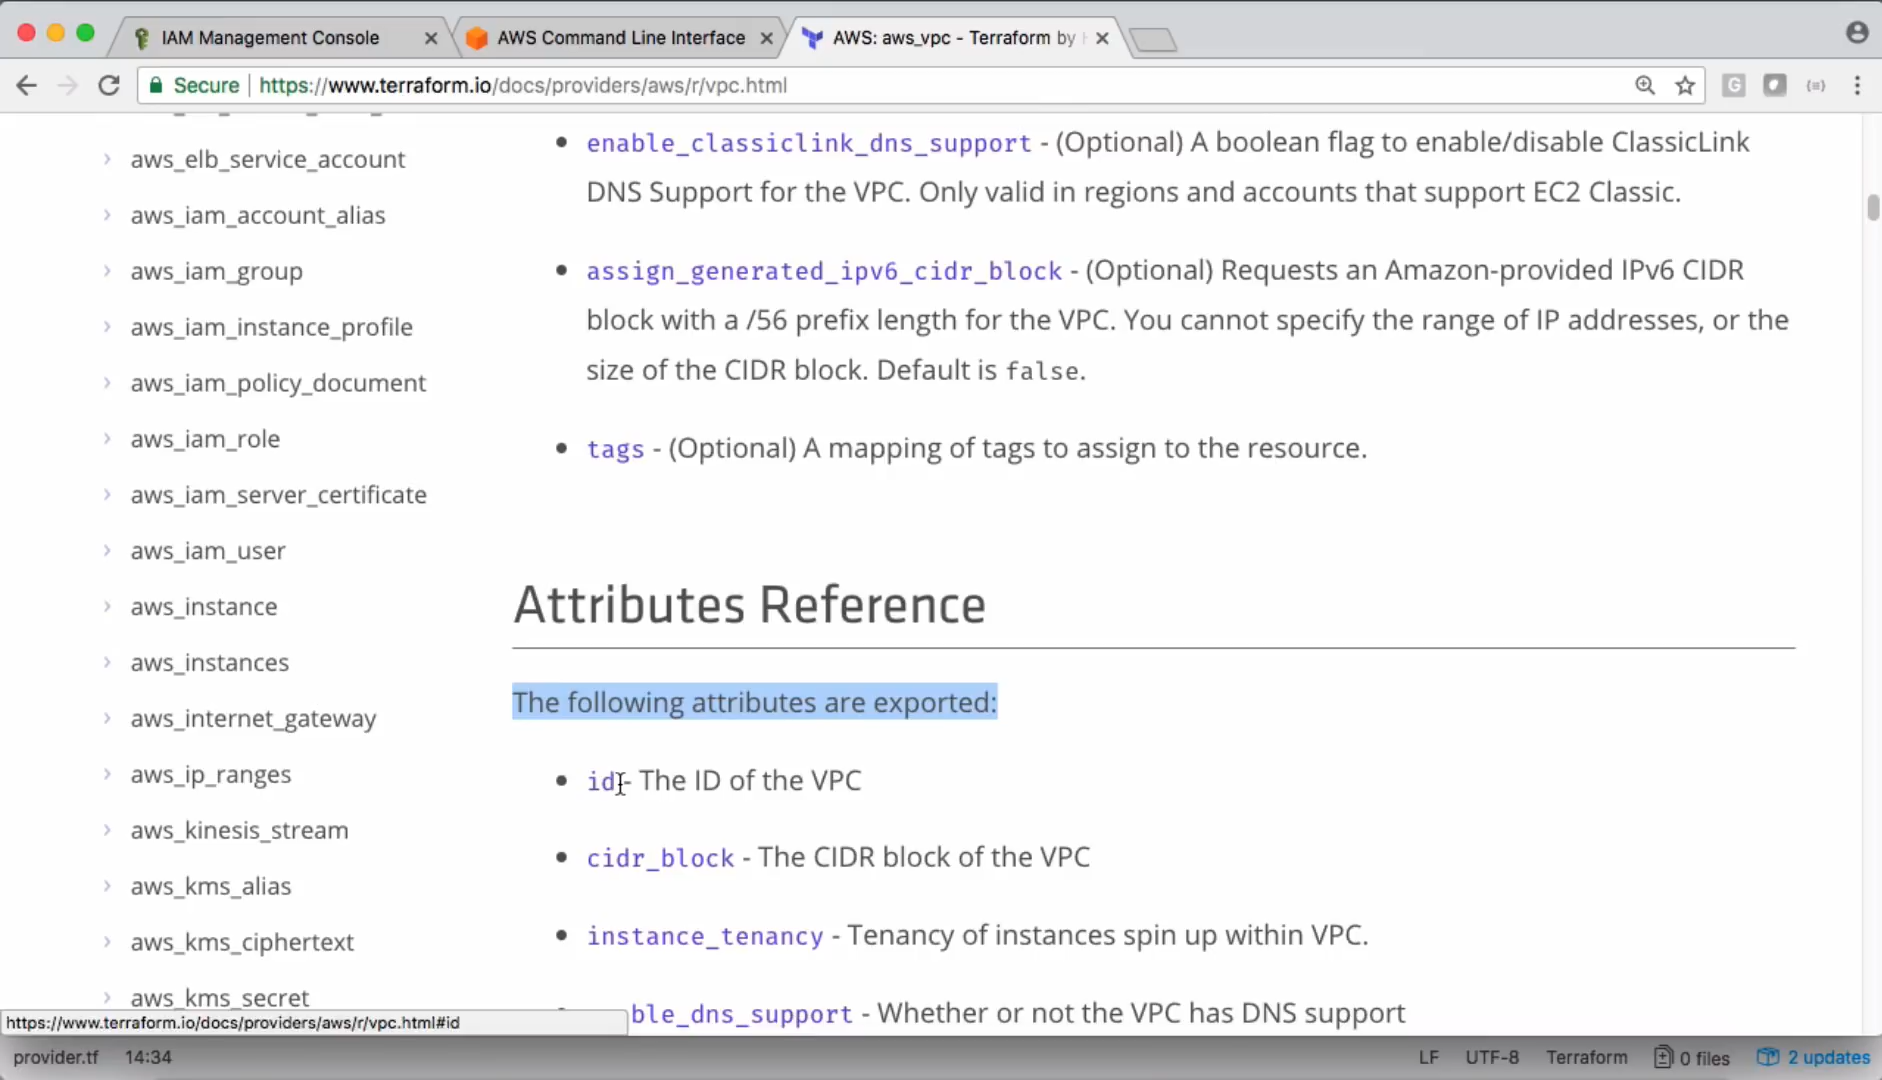 IAM Management Console
AWS Command Line Interface
AWS: aws_vpc - Terraform by
Secure
https://www.terraform.io/docs/providers/aws/r/vpc.html
aws_elb_service_account
aws_iam_account_alias
aws_iam_group
aws_iam_instance_profile
aws_iam_policy_document
aws_iam_role
aws_iam_server_certificate
aws_iam_user
aws_instance
aws_instances
aws_internet_gateway
aws_ip_ranges
aws_kinesis_stream
aws_kms_alias
aws_kms_ciphertext
aws_kms_secret
enable_classiclink_dns_support - (Optional) A boolean flag to enable/disable ClassicLink
DNS Support for the VPC. Only valid in regions and accounts that support EC2 Classic.
assign_generated_ipv6_cidr_block - (Optional) Requests an Amazon-provided IPv6 CIDR
block with a /56 prefix length for the VPC. You cannot specify the range of IP addresses, or the
size of the CIDR block. Default is false.
tags - (Optional) A mapping of tags to assign to the resource.
Attributes Reference
The following attributes are exported:
id - The ID of the VPC
cidr_block - The CIDR block of the VPC
instance_tenancy - Tenancy of instances spin up within VPC.
ble_dns_support - Whether or not the VPC has DNS support
https://www.terraform.io/docs/providers/aws/r/vpc.html#id
provider.tf 14:34
LF UTF-8 Terraform 0 files 2 updates